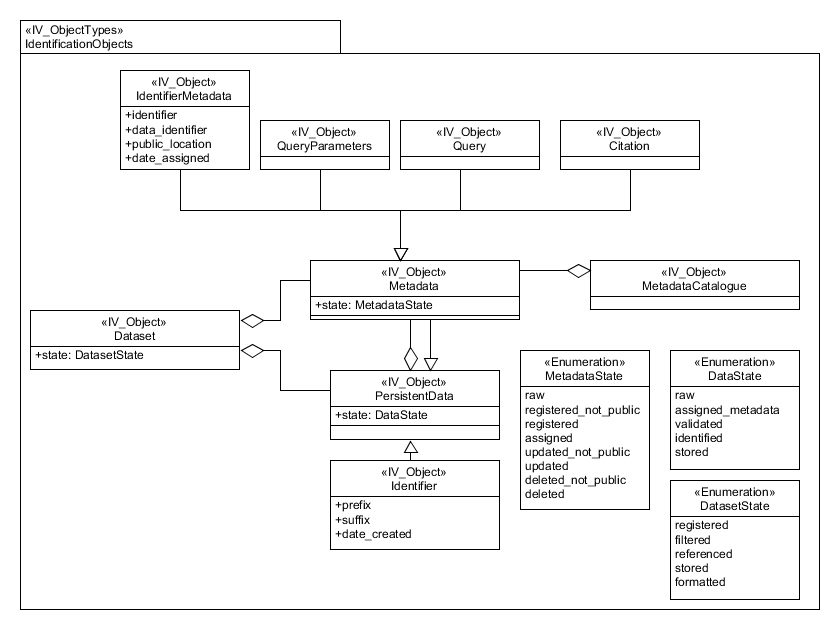 «IV_ObjectTypes»
IdentificationObjects
«IV_Object»
IdentifierMetadata
+identifier
+data_identifier
+public_location
+date_assigned
«IV_Object»
QueryParameters
«IV_Object»
Query
«IV_Object»
Citation
«IV_Object»
Metadata
+state: MetadataState
«IV_Object»
MetadataCatalogue
«IV_Object»
Dataset
+state: DatasetState
«IV_Object»
PersistentData
+state: DataState
«IV_Object»
Identifier
+prefix
+suffix
+date_created
«Enumeration»
MetadataState
raw
registered_not_public
registered
assigned
updated_not_public
updated
deleted_not_public
deleted
«Enumeration»
DataState
raw
assigned_metadata
validated
identified
stored
«Enumeration»
DatasetState
registered
filtered
referenced
stored
formatted